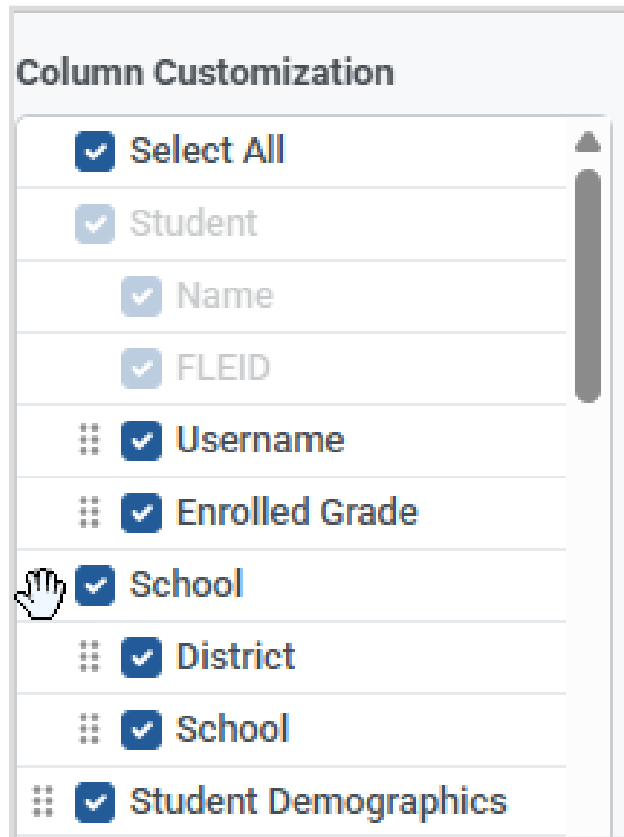 Column Customization
Select All
Student
Name
FLEID
Username
Enrolled Grade
School
District
School
Student Demographics